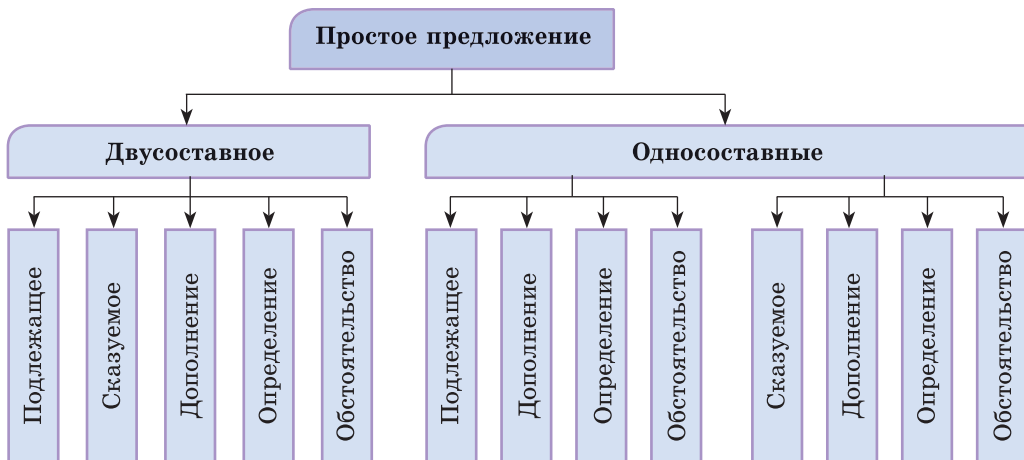 Простое предложение
Двусоставное
Односоставные
Подлежащее
Сказуемое
Дополнение
Определение
Обстоятельство
Подлежащее
Дополнение
Определение
Обстоятельство
Сказуемое
Дополнение
Определение
Обстоятельство